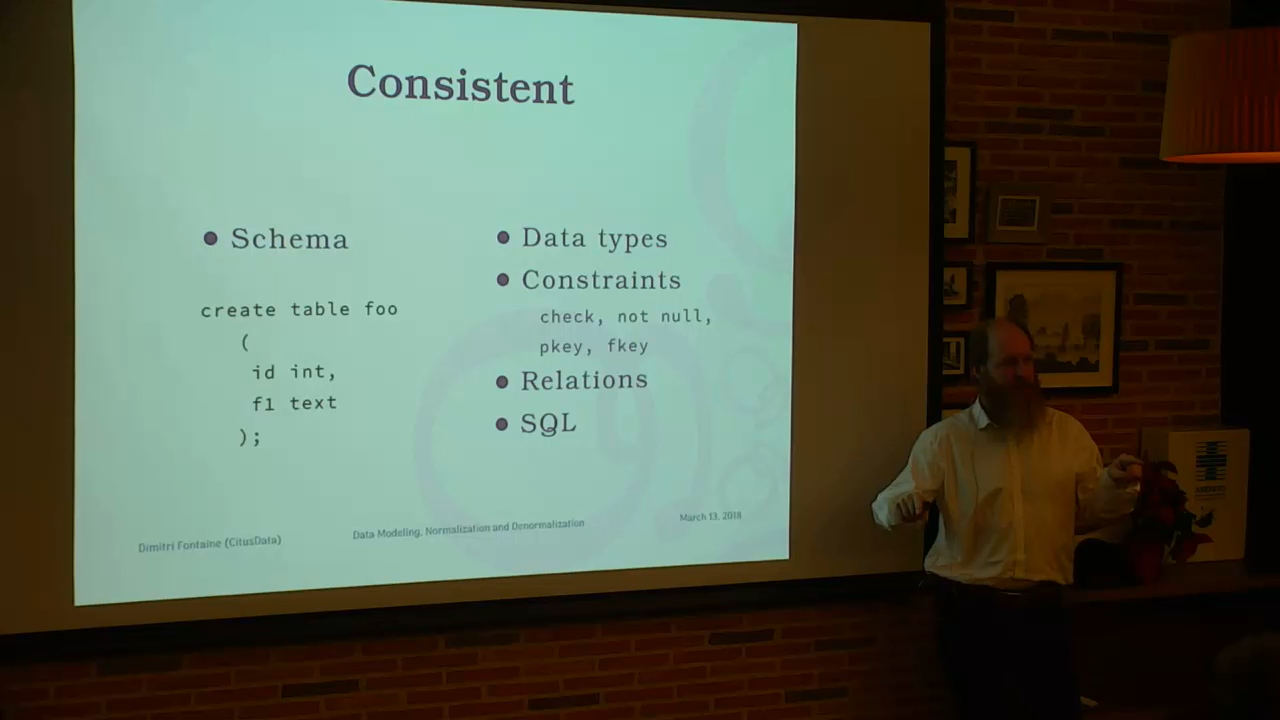 Consistent
● Schema
create table foo
(
id int,
f1 text
);
● Data types
● Constraints
check, not null,
pkey, fkey
● Relations
● SQL
Dimitri Fontaine (CitusData)
Data Modeling, Normalization and Denormalization
March 13, 2018